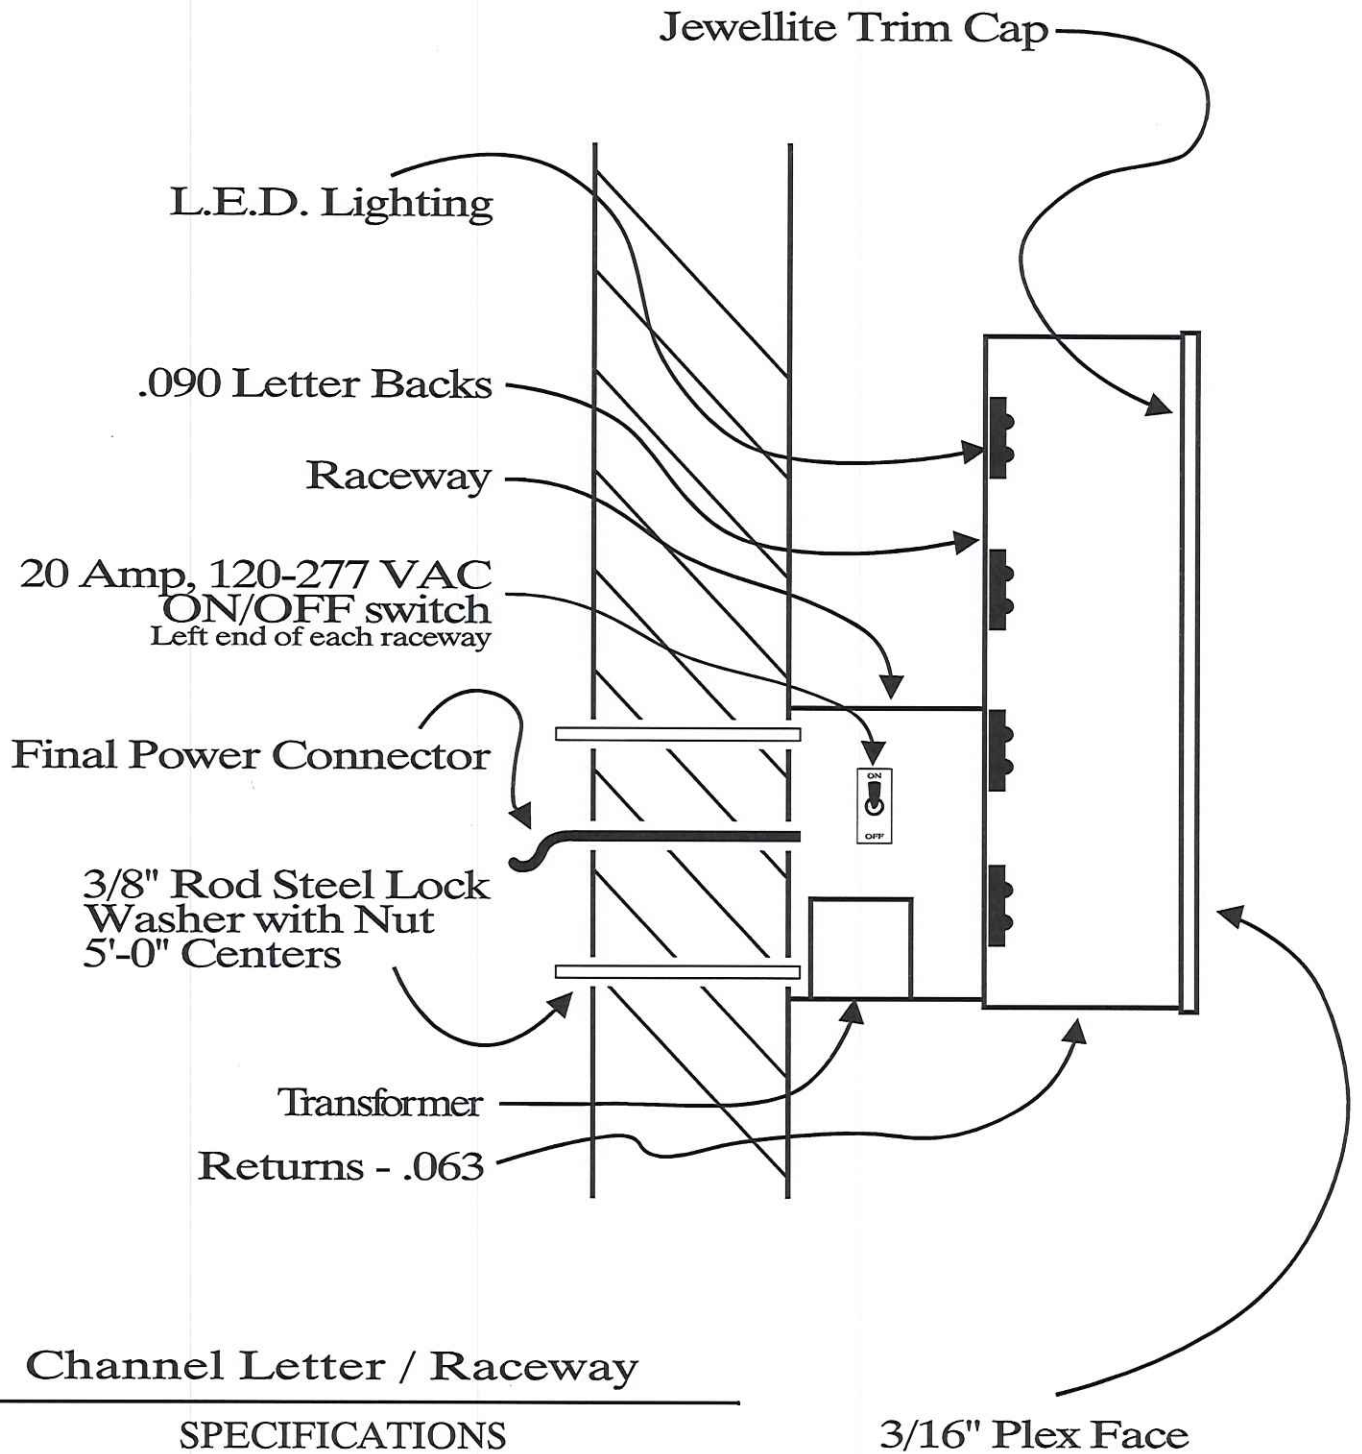 Jewellite Trim Cap
L.E.D. Lighting
.090 Letter Backs
Raceway
20 Amp, 120-277 VAC
ON/OFF switch
Left end of each raceway
ON
OFF
Final Power Connector
3/8" Rod Steel Lock
Washer with Nut
5'-0" Centers
Transformer
Returns - .063
Channel Letter / Raceway
SPECIFICATIONS
3/16" Plex Face